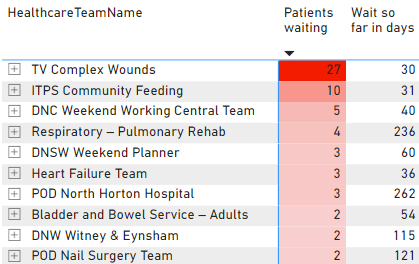 HealthcareTeamName Patients waiting Wait so far in days
TV Complex Wounds 27 30
ITPS Community Feeding 10 31
DNC Weekend Working Central Team 5 40
Respiratory – Pulmonary Rehab 4 236
DNSW Weekend Planner 3 60
Heart Failure Team 3 36
POD North Horton Hospital 3 262
Bladder and Bowel Service – Adults 2 54
DNW Witney & Eynsham 2 115
POD Nail Surgery Team 2 121